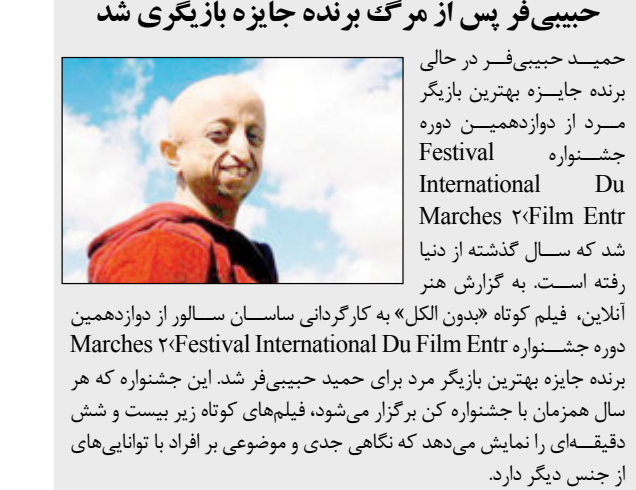 حبیبی‌فر پس از مرگ برنده جایزه بازیگری شد
حمید حبیبی‌فر در حالی
برنده جایزه بهترین بازیگر
مرد از دوازدهمین دوره
جشنواره Festival
International Du
Marches ۲‹Film Entr
شد که سال گذشته از دنیا
رفته است. به گزارش هنر
آنلاین، فیلم کوتاه «بدون الکل» به کارگردانی ساسان سالور از دوازدهمین
دوره جشنواره Marches ۲‹Festival International Du Film Entr
برنده جایزه بهترین بازیگر مرد برای حمید حبیبی‌فر شد. این جشنواره که هر
سال همزمان با جشنواره کن برگزار می‌شود، فیلم‌های کوتاه زیر بیست و شش
دقیقه‌ای را نمایش می‌دهد که نگاهی جدی و موضوعی بر افراد با توانایی‌های
از جنس دیگر دارد.